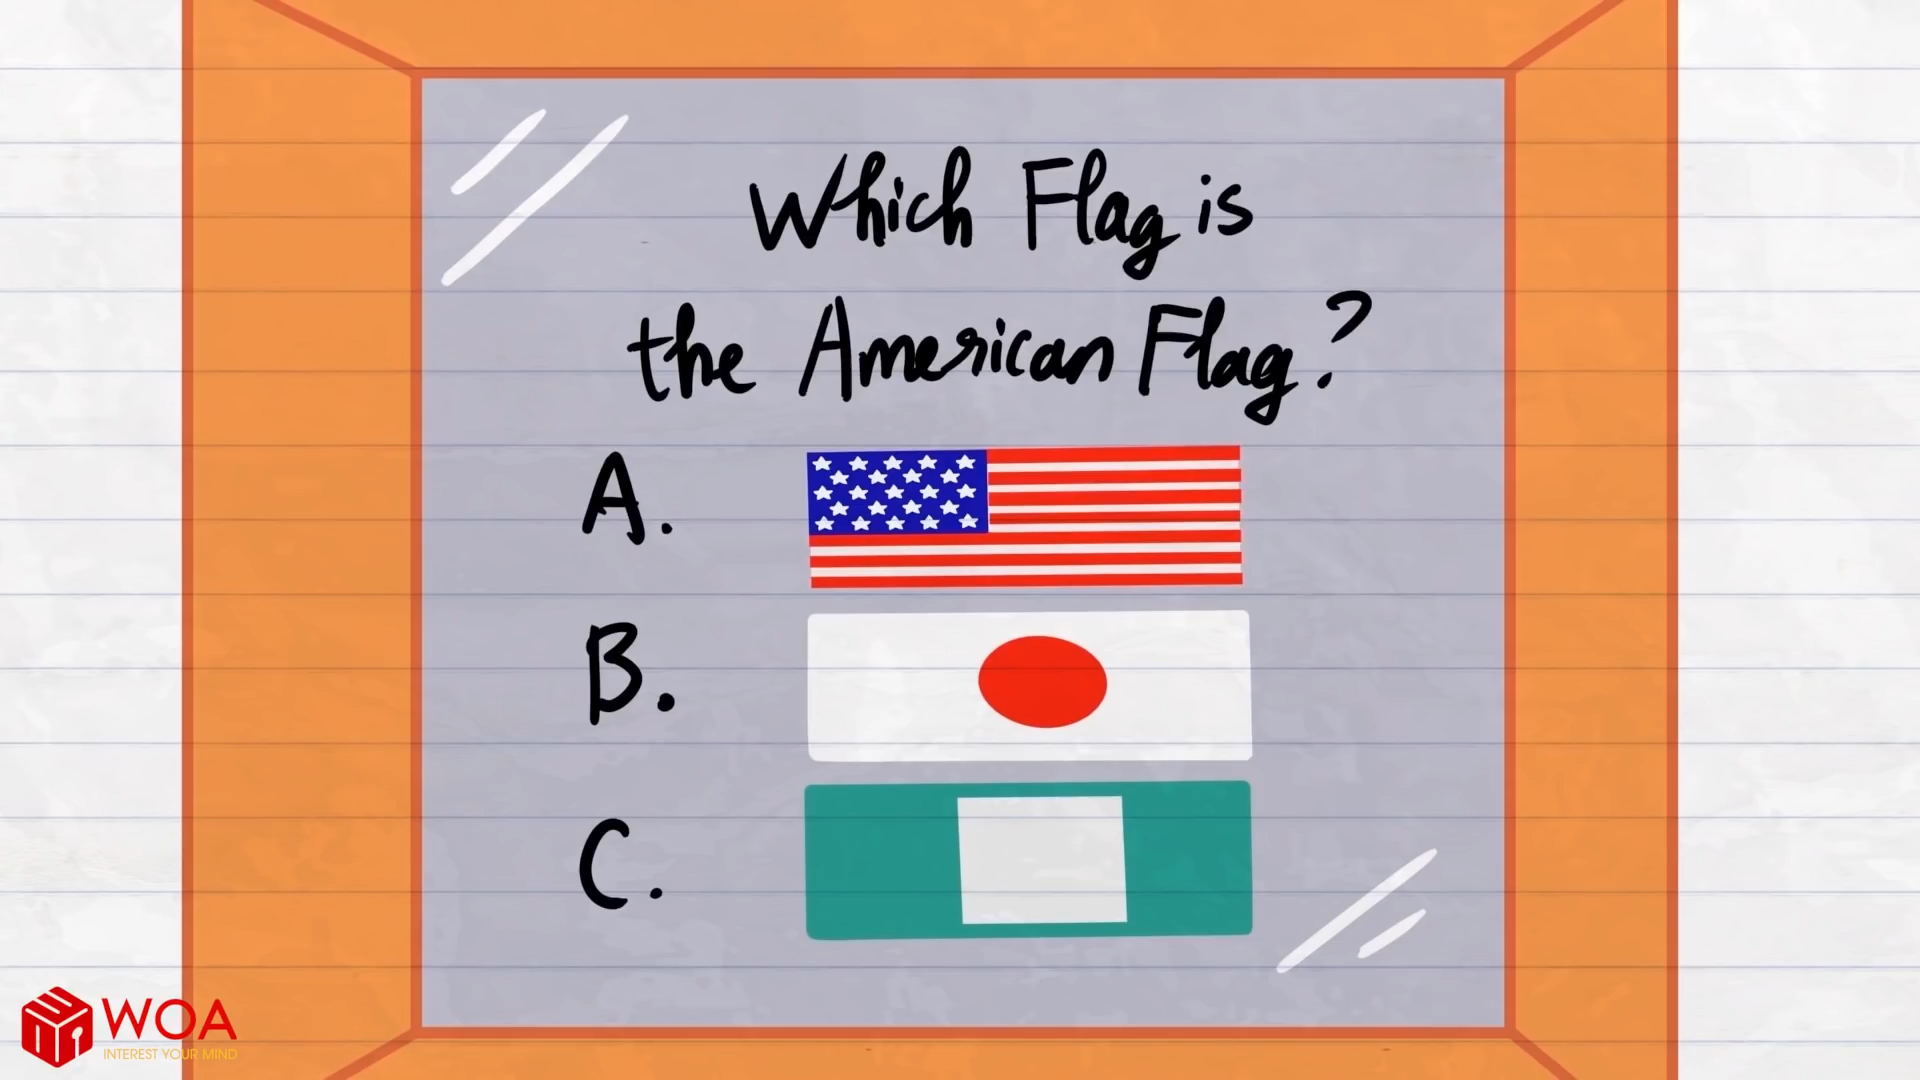 Which Flag is
the American Flag?
A.
B.
C.
WOA
INTEREST YOUR MIND